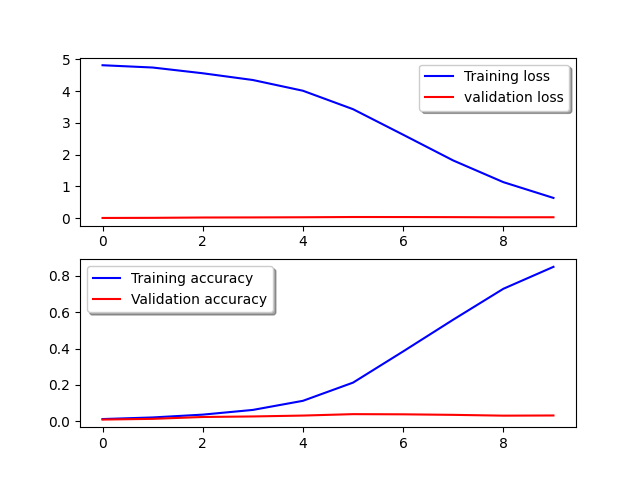 5
4
3
2
1
0
Training loss
validation loss
0 2 4 6 8
0.8
0.6
0.4
0.2
0.0
Training accuracy
Validation accuracy
0 2 4 6 8